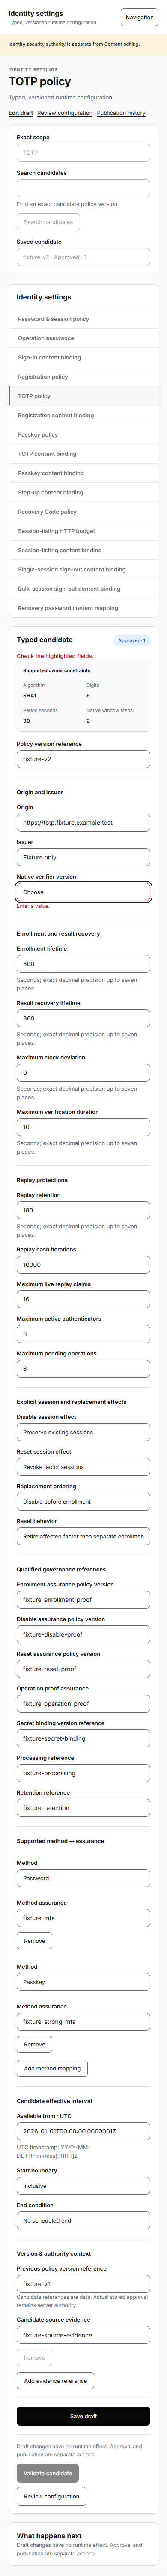 Identity settings
Typed, versioned runtime configuration
Navigation
Identity security authority is separate from Content editing.
IDENTITY SETTINGS
TOTP policy
Typed, versioned runtime configuration
Edit draft Review configuration Publication history
Exact scope
TOTP
Search candidates
Find an exact candidate policy version.
Search candidates
Saved candidate
fixture-v2 · Approved · 1
Identity settings
Password & session policy
Operation assurance
Sign-in content binding
Registration policy
TOTP policy
Registration content binding
Passkey policy
TOTP content binding
Passkey content binding
Step-up content binding
Recovery Code policy
Session-listing HTTP budget
Session-listing content binding
Single-session sign-out content binding
Bulk-session sign-out content binding
Recovery password content mapping
Typed candidate
Approved · 1
Check the highlighted fields.
Supported owner constraints
Algorithm Digits
SHA1 6
Period seconds Native window steps
30 2
Policy version reference
fixture-v2
Origin and issuer
Origin
https://totp.fixture.example.test
Issuer
Fixture only
Native verifier version
Choose
Enter a value.
Enrollment and result recovery
Enrollment lifetime
300
Seconds; exact decimal precision up to seven
places.
Result recovery lifetime
300
Seconds; exact decimal precision up to seven
places.
Maximum clock deviation
0
Seconds; exact decimal precision up to seven
places.
Maximum verification duration
10
Seconds; exact decimal precision up to seven
places.
Replay protections
Replay retention
180
Seconds; exact decimal precision up to seven
places.
Replay hash iterations
10000
Maximum live replay claims
16
Maximum active authenticators
3
Maximum pending operations
8
Explicit session and replacement effects
Disable session effect
Preserve existing sessions
Reset session effect
Revoke factor sessions
Replacement ordering
Disable before enrollment
Reset behavior
Retire affected factor then separate enrollmen
Qualified governance references
Enrollment assurance policy version
fixture-enrollment-proof
Disable assurance policy version
fixture-disable-proof
Reset assurance policy version
fixture-reset-proof
Operation proof assurance
fixture-operation-proof
Secret binding version reference
fixture-secret-binding
Processing reference
fixture-processing
Retention reference
fixture-retention
Supported method → assurance
Method
Password
Method assurance
fixture-mfa
Remove
Method
Passkey
Method assurance
fixture-strong-mfa
Remove
Add method mapping
Candidate effective interval
Available from · UTC
2026-01-01T00:00:00.0000001Z
UTC timestamp: YYYY-MM-
DDTHH:mm:ss[.fffffff]Z
Start boundary
Inclusive
End condition
No scheduled end
Version & authority context
Previous policy version reference
fixture-v1
Candidate references are data. Actual stored approval
remains server authority.
Candidate source evidence
fixture-source-evidence
Remove
Add evidence reference
Save draft
Draft changes have no runtime effect. Approval and
publication are separate actions.
Validate candidate
Review configuration
What happens next
Draft changes have no runtime effect. Approval and
publication are separate actions.